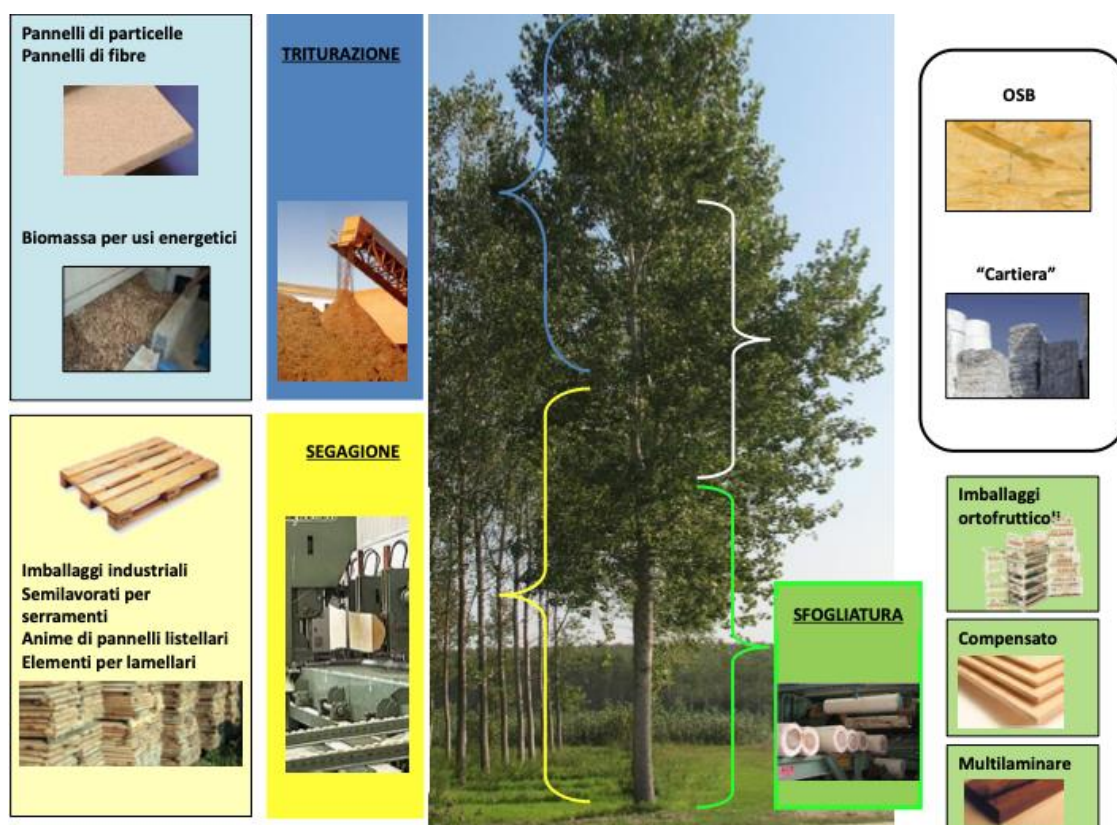 Pannelli di particelle
Pannelli di fibre
Biomassa per usi energetici
TRITURAZIONE
OSB
“Cartiera”
Imballaggi industriali
Semilavorati per
serramenti
Anime di pannelli listellari
Elementi per lamellari
SEGAGIONE
SFOGLIATURA
Imballaggi
ortofrutticoli
Compensato
Multilaminare